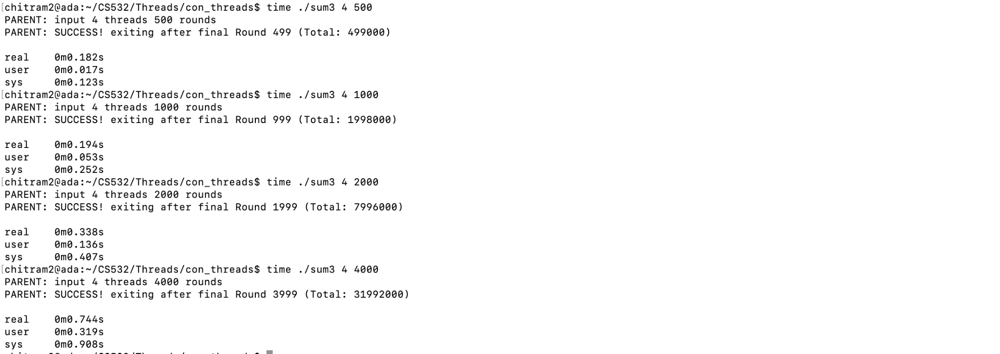 [chitram2@ada:~/CS532/Threads/con_threads$ time ./sum3 4 500
PARENT: input 4 threads 500 rounds
PARENT: SUCCESS! exiting after final Round 499 (Total: 499000)
real 0m0.182s
user 0m0.017s
sys 0m0.123s
[chitram2@ada:~/CS532/Threads/con_threads$ time ./sum3 4 1000
PARENT: input 4 threads 1000 rounds
PARENT: SUCCESS! exiting after final Round 999 (Total: 1998000)
real 0m0.194s
user 0m0.053s
sys 0m0.252s
[chitram2@ada:~/CS532/Threads/con_threads$ time ./sum3 4 2000
PARENT: input 4 threads 2000 rounds
PARENT: SUCCESS! exiting after final Round 1999 (Total: 7996000)
real 0m0.338s
user 0m0.136s
sys 0m0.407s
[chitram2@ada:~/CS532/Threads/con_threads$ time ./sum3 4 4000
PARENT: input 4 threads 4000 rounds
PARENT: SUCCESS! exiting after final Round 3999 (Total: 31992000)
real 0m0.744s
user 0m0.319s
sys 0m0.908s